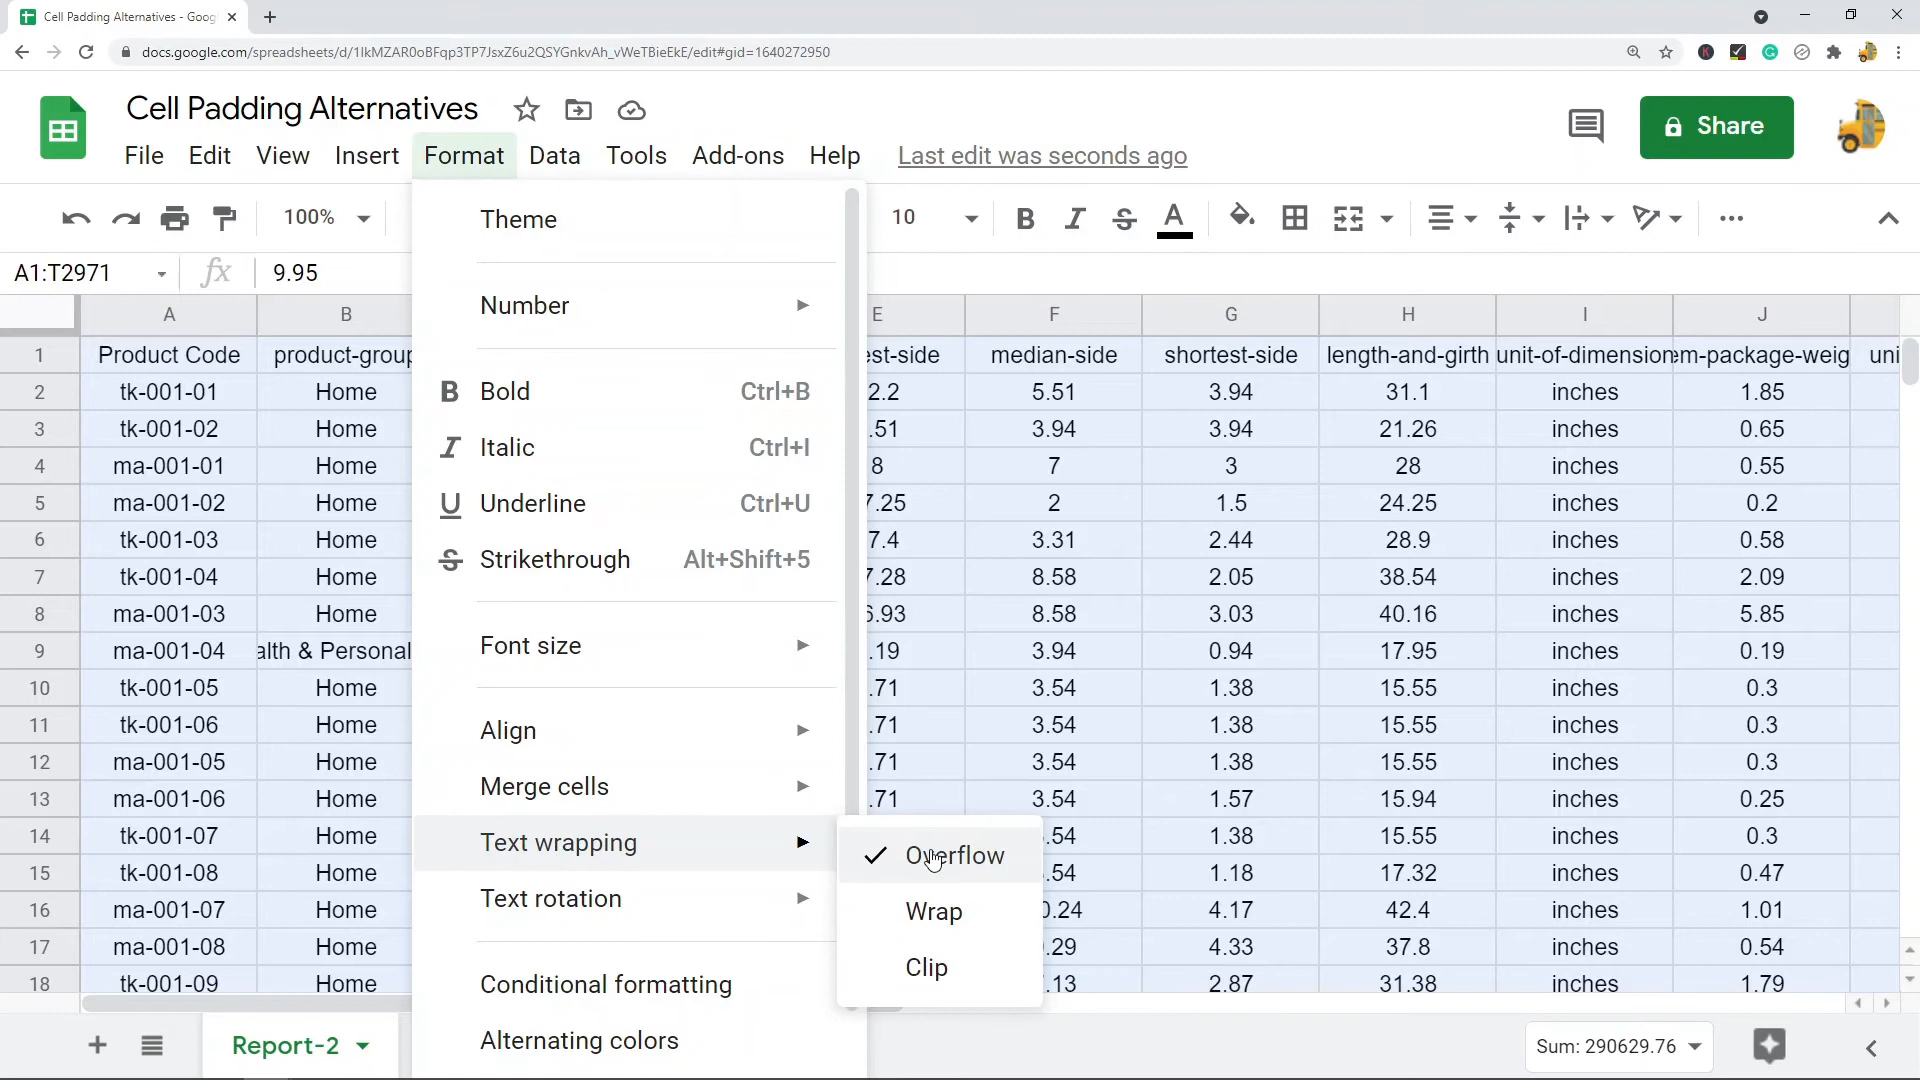 Cell Padding Alternatives - Goog
docs.google.com/spreadsheets/d/1IkMZAR0oBFqp3TP7JsxZ6u2QSYGnkvAh_vWeTBieEkE/edit#gid=1640272950
Cell Padding Alternatives
Share
File Edit View Insert Format Data Tools Add-ons Help Last edit was seconds ago
100% 10 B I S A
A1:T2971 fx 9.95
A B E F G H I J
1 Product Code product-group est-side median-side shortest-side length-and-girth unit-of-dimension em-package-weig uni
2 tk-001-01 Home 2.2 5.51 3.94 31.1 inches 1.85
3 tk-001-02 Home .51 3.94 3.94 21.26 inches 0.65
4 ma-001-01 Home 8 7 3 28 inches 0.55
5 ma-001-02 Home 7.25 2 1.5 24.25 inches 0.2
6 tk-001-03 Home 7.4 3.31 2.44 28.9 inches 0.58
7 tk-001-04 Home 7.28 8.58 2.05 38.54 inches 2.09
8 ma-001-03 Home 6.93 8.58 3.03 40.16 inches 5.85
9 ma-001-04 alth & Personal .19 3.94 0.94 17.95 inches 0.19
10 tk-001-05 Home .71 3.54 1.38 15.55 inches 0.3
11 tk-001-06 Home .71 3.54 1.38 15.55 inches 0.3
12 ma-001-05 Home .71 3.54 1.38 15.55 inches 0.3
13 ma-001-06 Home .71 3.54 1.57 15.94 inches 0.25
14 tk-001-07 Home .54 1.38 15.55 inches 0.3
15 tk-001-08 Home .54 1.18 17.32 inches 0.47
16 ma-001-07 Home 0.24 4.17 42.4 inches 1.01
17 ma-001-08 Home .29 4.33 37.8 inches 0.54
18 tk-001-09 Home .13 2.87 31.38 inches 1.79
Theme
Number
B Bold Ctrl+B
I Italic Ctrl+I
U Underline Ctrl+U
S Strikethrough Alt+Shift+5
Font size
Align
Merge cells
Text wrapping
Text rotation
Conditional formatting
Alternating colors
Overflow
Wrap
Clip
Report-2
Sum: 290629.76